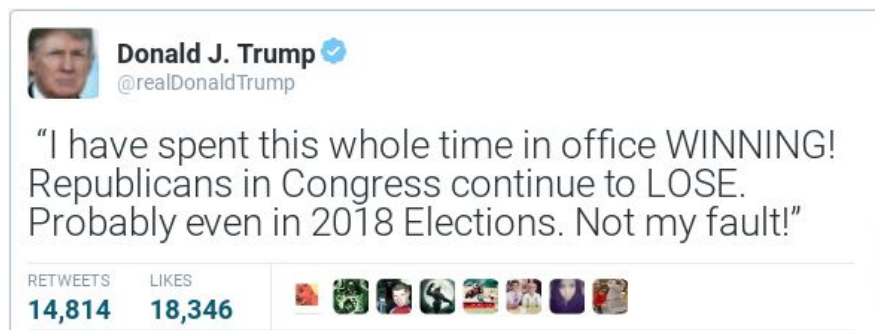 Donald J. Trump
@realDonaldTrump
“I have spent this whole time in office WINNING!
Republicans in Congress continue to LOSE.
Probably even in 2018 Elections. Not my fault!”
RETWEETS LIKES
14,814 18,346